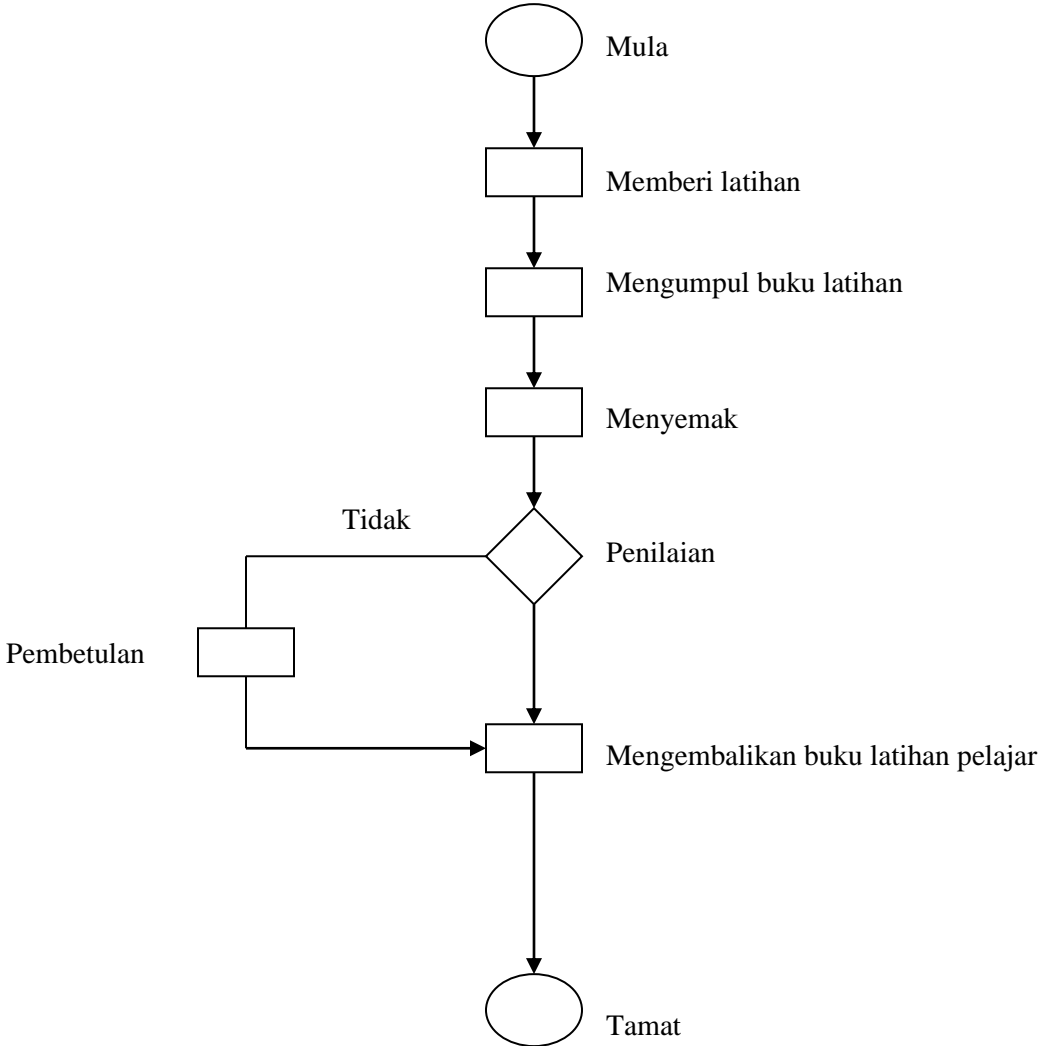 Mula
Memberi latihan
Mengumpul buku latihan
Menyemak
Tidak
Penilaian
Pembetulan
Mengembalikan buku latihan pelajar
Tamat